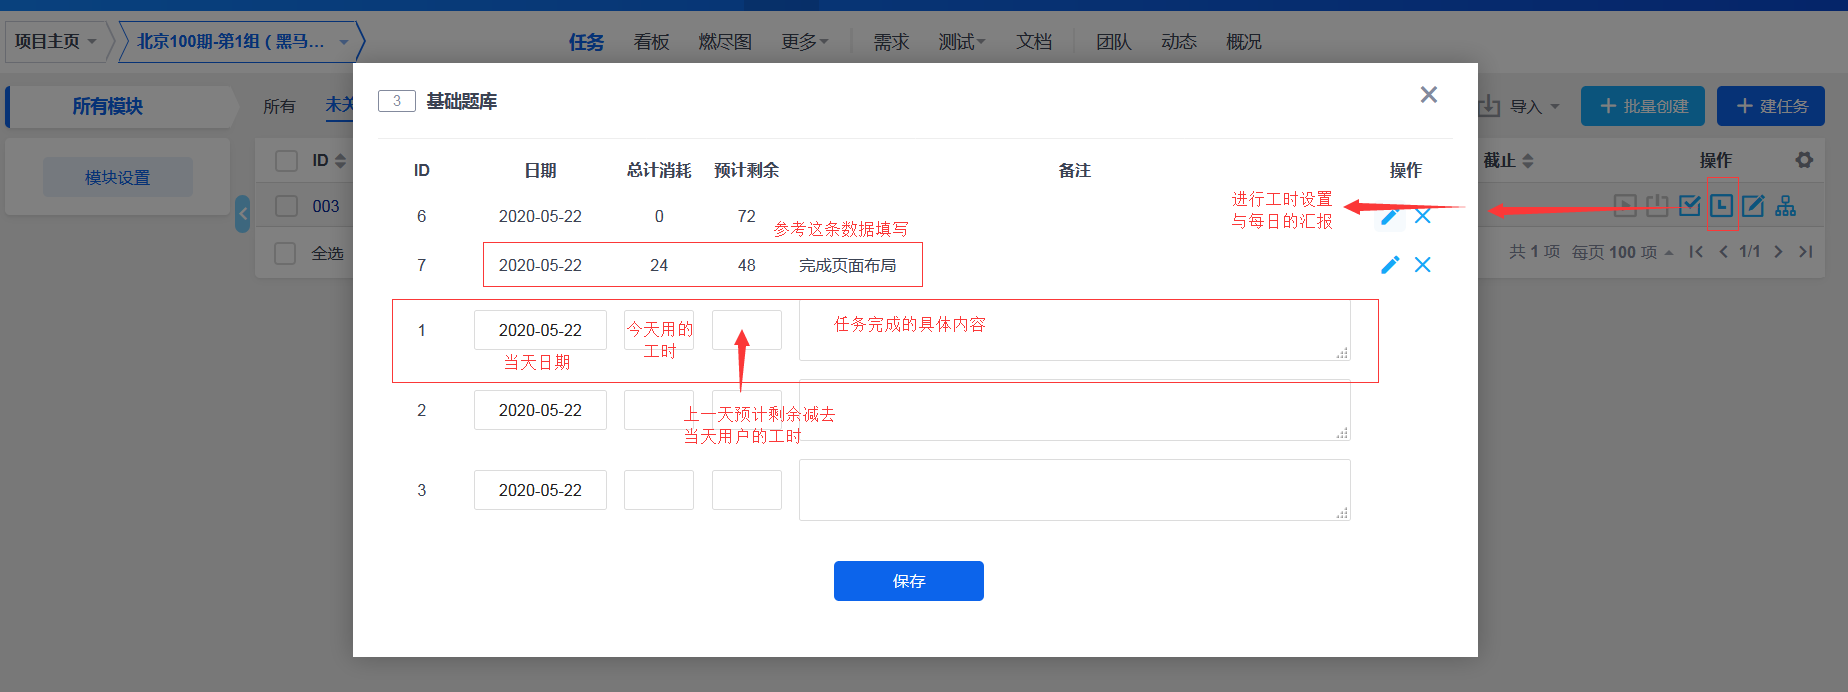 项目主页
北京100期-第1组（黑马...
任务 看板 燃尽图 更多 需求 测试 文档 团队 动态 概况
所有模块
所有
未关
导入
批量创建
建任务
模块设置
ID
截止
操作
003
全选
共 1 项 每页 100 项 1/1
3
基础题库
ID 日期 总计消耗 预计剩余 备注 操作
6 2020-05-22 0 72
进行工时设置
与每日的汇报
参考这条数据填写
7 2020-05-22 24 48 完成页面布局
1 2020-05-22
今天用的
工时
任务完成的具体内容
当天日期
2 2020-05-22
上一天预计剩余减去
当天用户的工时
3 2020-05-22
保存